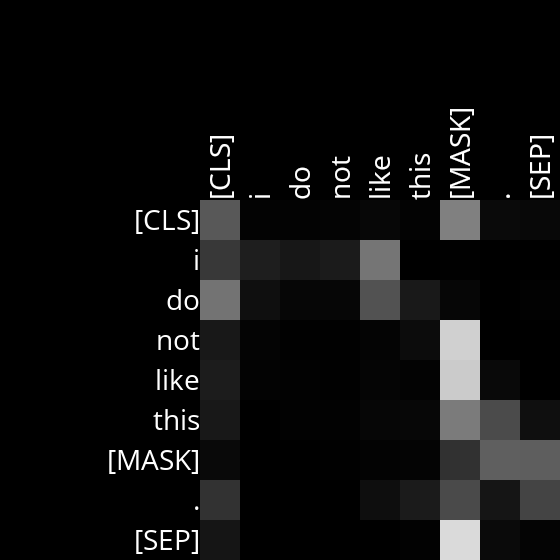 [CLS] i do not like this [MASK] . [SEP]
[CLS]
i
do
not
like
this
[MASK]
.
[SEP]